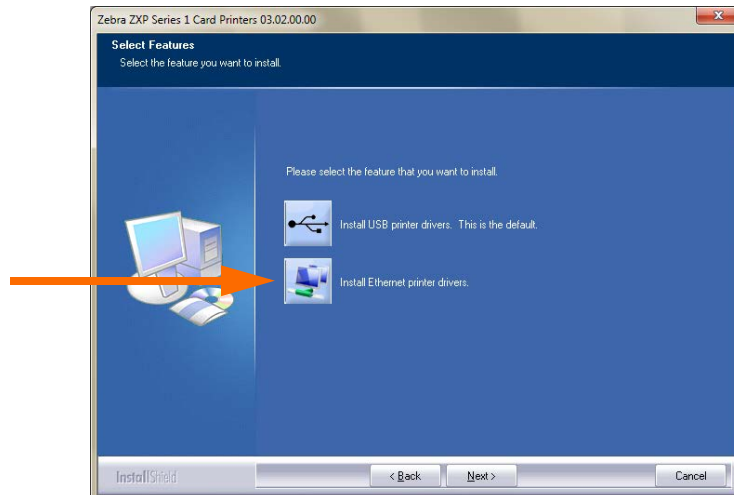 Zebra ZXP Series 1 Card Printers 03.02.00.00
Select Features
Select the feature you want to install.
Please select the feature that you want to install.
Install USB printer drivers. This is the default.
Install Ethernet printer drivers.
InstallShield
< Back
Next >
Cancel